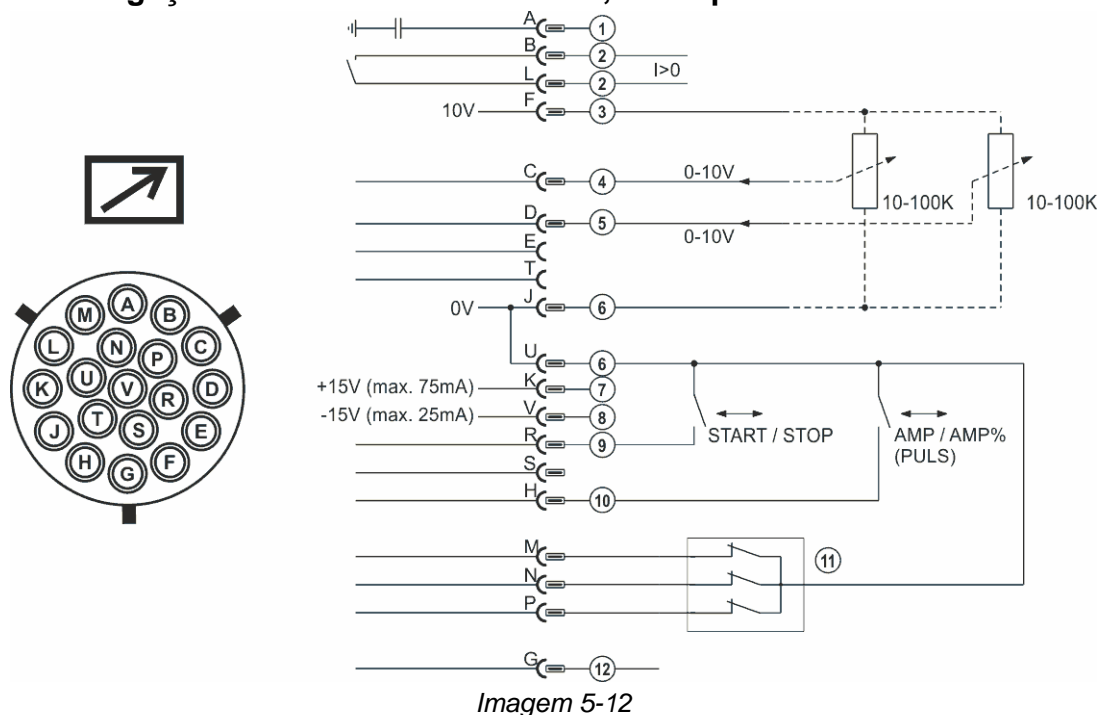 A 1
B 2
L 2 I>0
10V F 3
C 4 0-10V
10-100K 10-100K
D 5
0-10V
E
T
0V J 6
U 6
+15V (max. 75mA) K 7
-15V (max. 25mA) V 8
R 9 START / STOP AMP / AMP%
(PULS)
S
H 10
M 11
N
P
G 12
M A B
L N P C
K U V R D
J T S E
H G F
Imagem 5-12